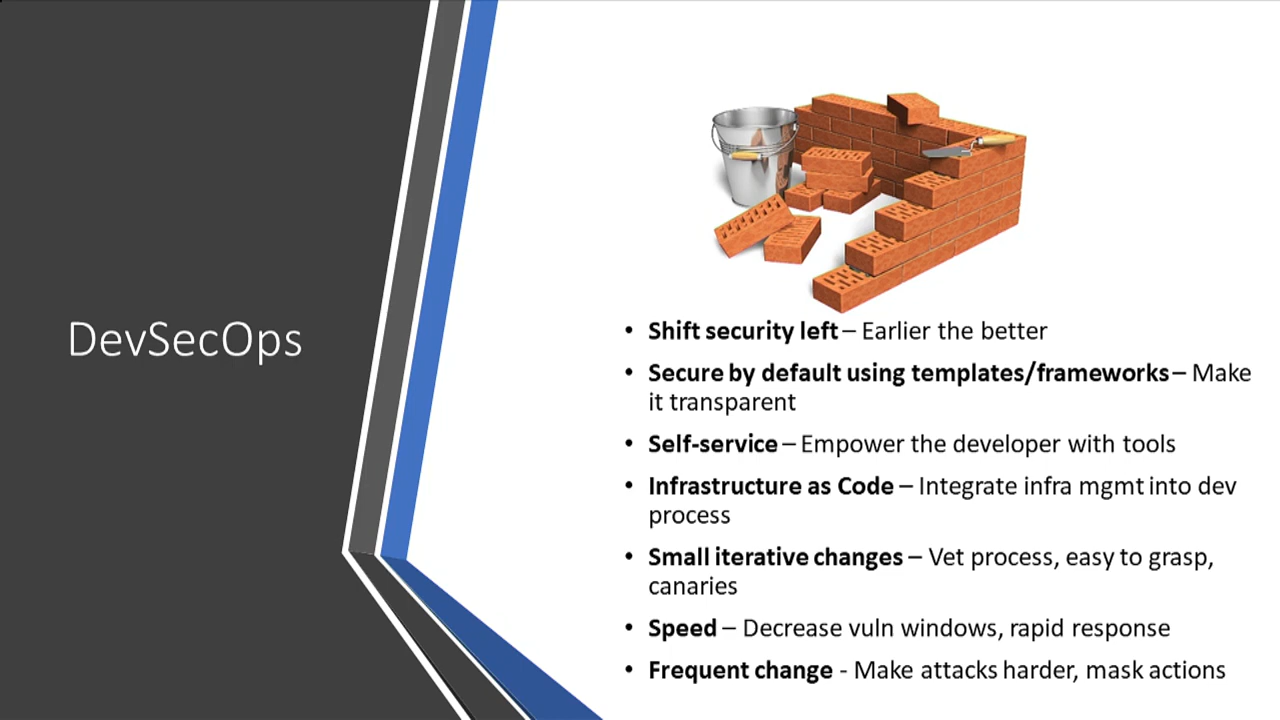 DevSecOps
• Shift security left – Earlier the better
• Secure by default using templates/frameworks – Make
it transparent
• Self-service – Empower the developer with tools
• Infrastructure as Code – Integrate infra mgmt into dev
process
• Small iterative changes – Vet process, easy to grasp,
canaries
• Speed – Decrease vuln windows, rapid response
• Frequent change - Make attacks harder, mask actions